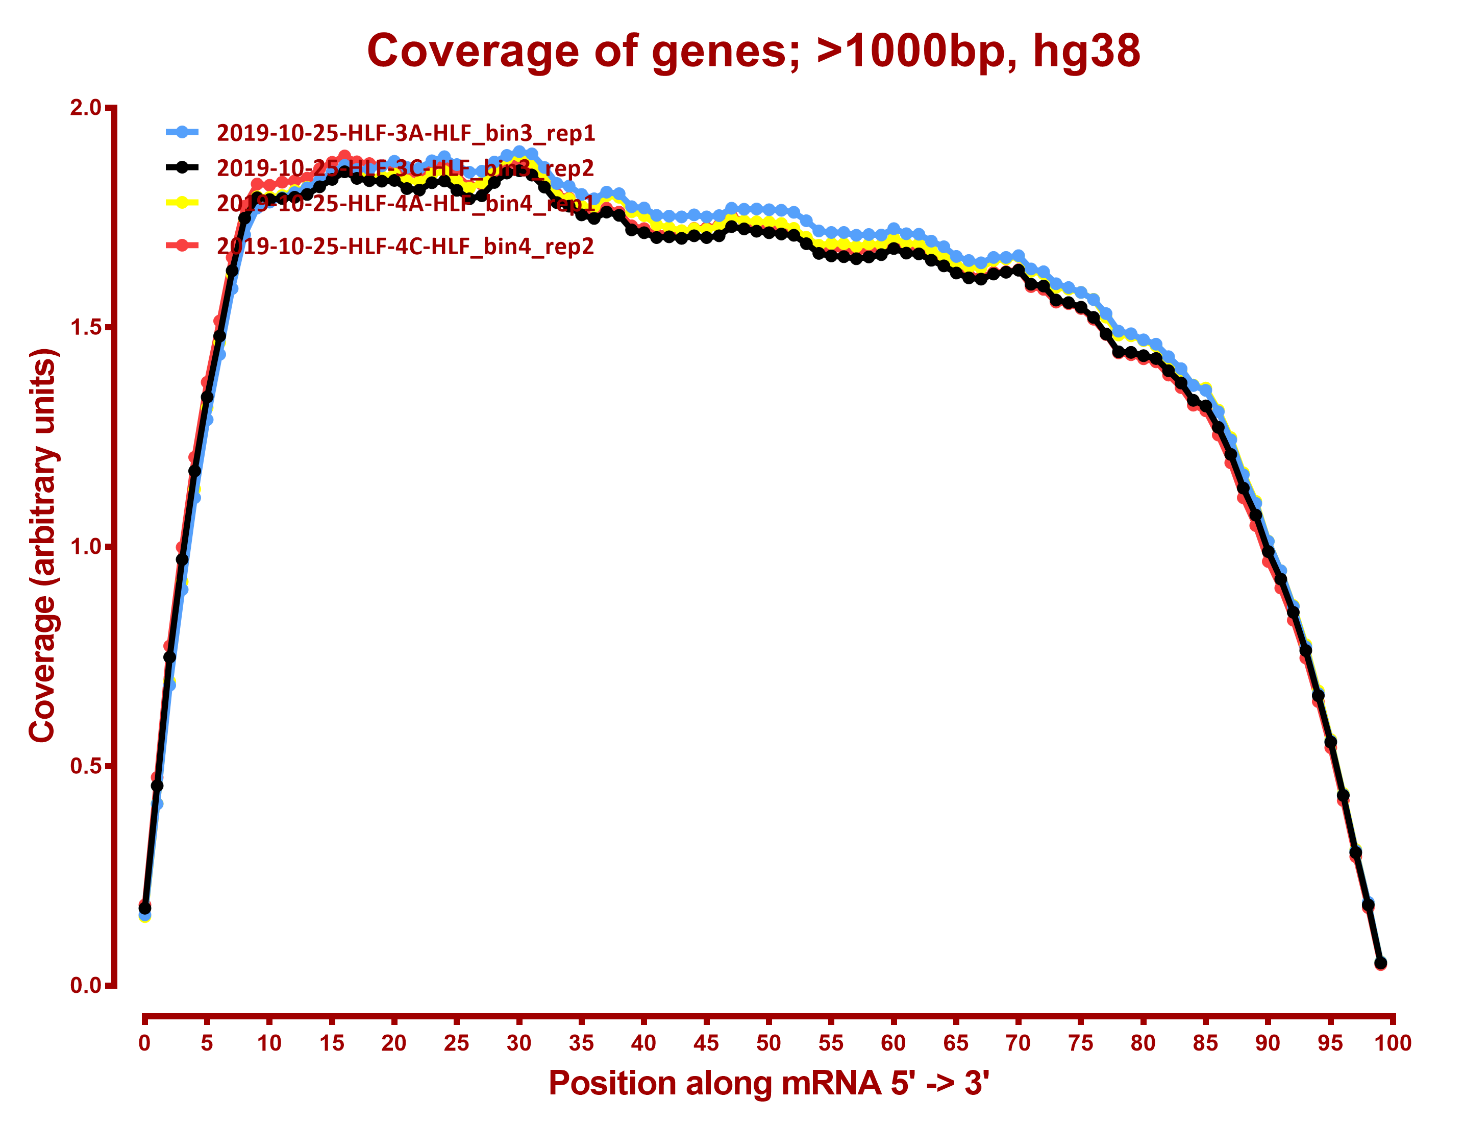 Coverage of genes; >1000bp, hg38
2019-10-25-HLF-3A-HLF_bin3_rep1
2019-10-25-HLF-3C-HLF_bin3_rep2
2019-10-25-HLF-4A-HLF_bin4_rep1
2019-10-25-HLF-4C-HLF_bin4_rep2
Coverage (arbitrary units)
2.0
1.5
1.0
0.5
0.0
0 5 10 15 20 25 30 35 40 45 50 55 60 65 70 75 80 85 90 95 100
Position along mRNA 5' -> 3'